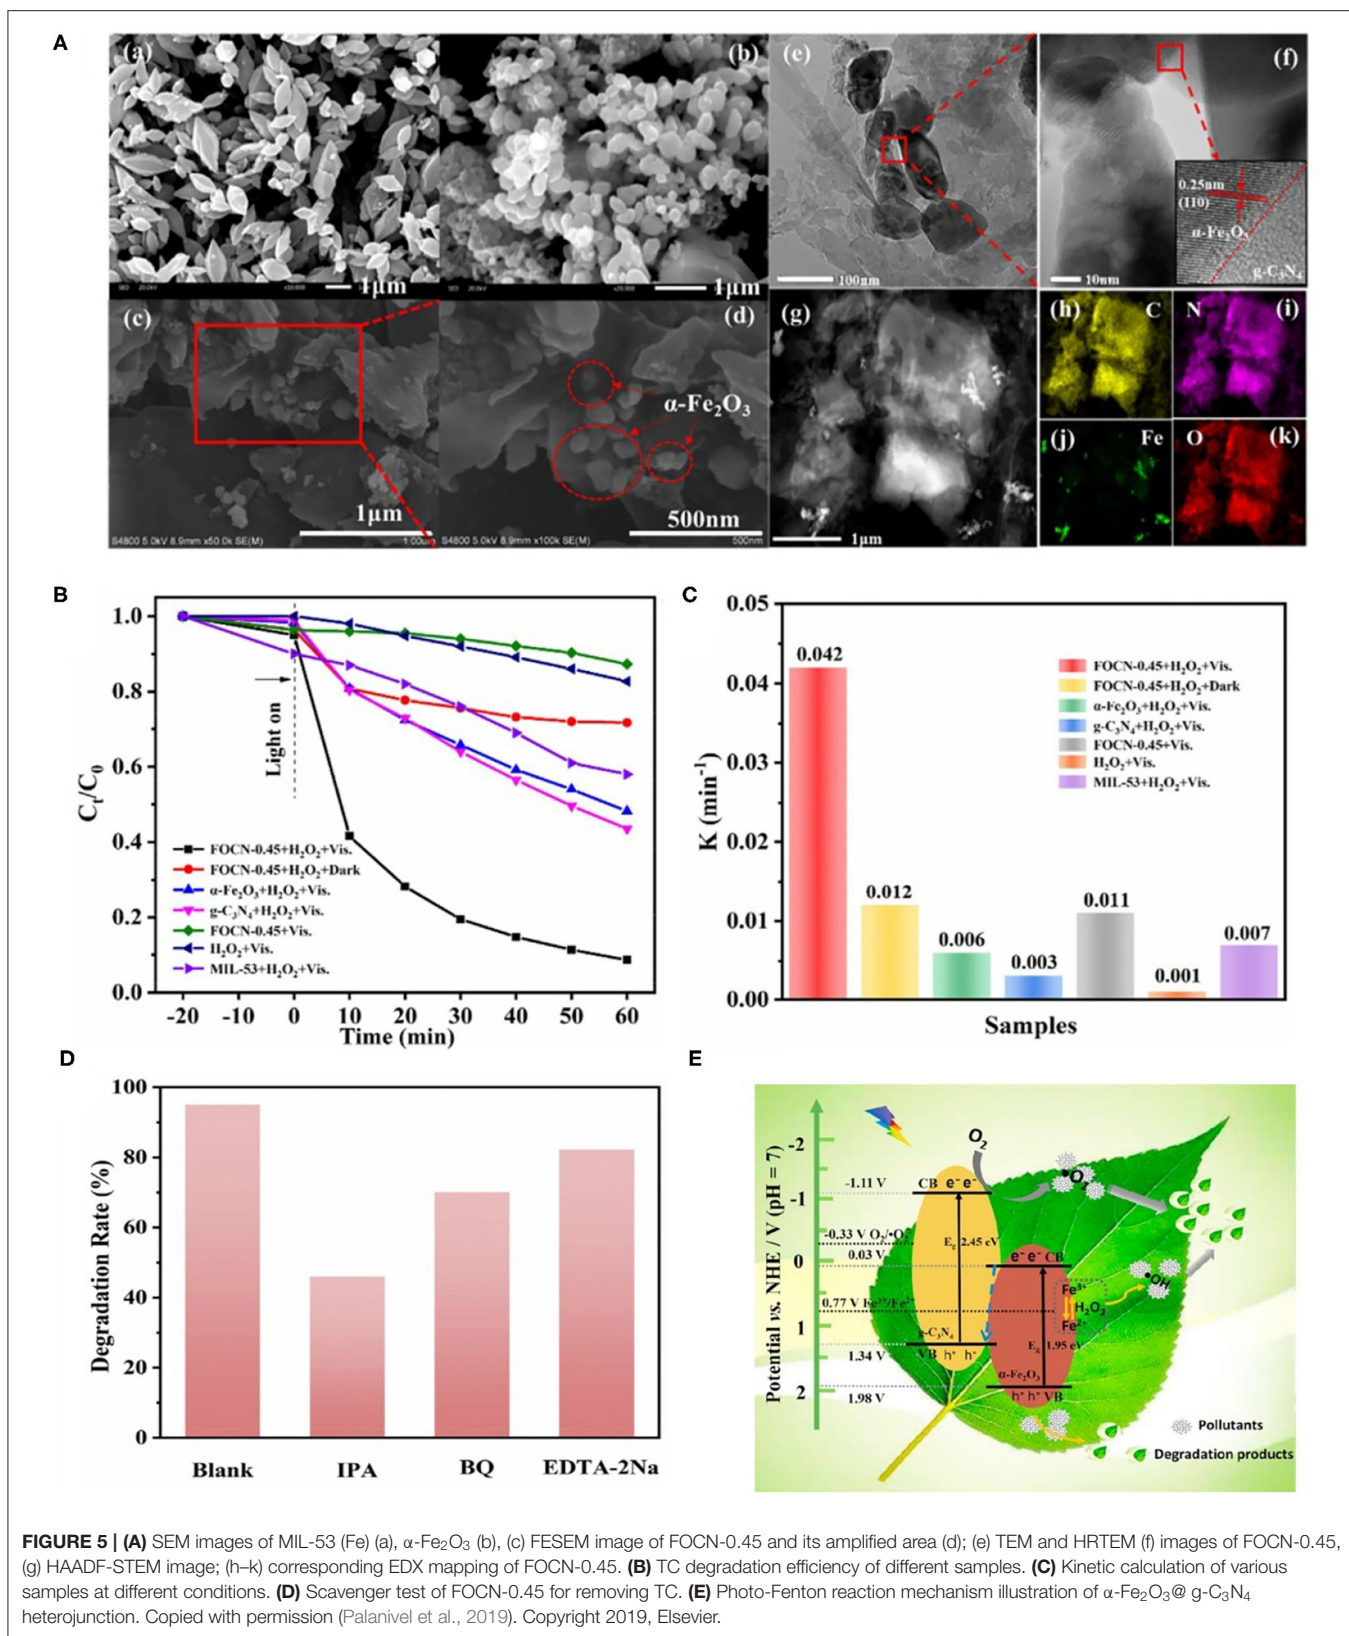 A
(a)
(b)
1μm
1μm
(c)
(d)
α-Fe₂O₃
1μm
500nm
S4800 5.0kV 8.9mm x50.0k SE(M)
1.00um
S4800 5.0kV 8.9mm x100k SE(M)
500nm
(e)
(f)
0.25nm
(110)
α-Fe₂O₃
g-C₃N₄
100nm
10nm
(g)
1μm
(h) C
N (i)
(j) Fe
O (k)
B
1.0
0.8
0.6
0.4
0.2
0.0
Cₜ/C₀
Light on
FOCN-0.45+H₂O₂+Vis.
FOCN-0.45+H₂O₂+Dark
α-Fe₂O₃+H₂O₂+Vis.
g-C₃N₄+H₂O₂+Vis.
FOCN-0.45+Vis.
H₂O₂+Vis.
MIL-53+H₂O₂+Vis.
-20 -10 0 10 20 30 40 50 60
Time (min)
C
0.05
0.04
0.03
0.02
0.01
0.00
K (min⁻¹)
0.042
0.012
0.006
0.003
0.011
0.001
0.007
FOCN-0.45+H₂O₂+Vis.
FOCN-0.45+H₂O₂+Dark
α-Fe₂O₃+H₂O₂+Vis.
g-C₃N₄+H₂O₂+Vis.
FOCN-0.45+Vis.
H₂O₂+Vis.
MIL-53+H₂O₂+Vis.
Samples
D
100
80
60
40
20
0
Degradation Rate (%)
Blank IPA BQ EDTA-2Na
E
Potential vs. NHE / V (pH = 7)
-2
-1
0
1
2
O₂
-1.11 V
CB e⁻ e⁻
•O₂⁻
-0.33 V O₂/•O₂⁻
E_g 2.45 eV
0.03 V
e⁻ e⁻ CB
•OH
Fe³⁺
H₂O₂
Fe²⁺
0.77 V Fe³⁺/Fe²⁺
g-C₃N₄
VB h⁺ h⁺
1.34 V
E_g 1.95 eV
α-Fe₂O₃
1.98 V
h⁺ h⁺ VB
Pollutants
Degradation products
FIGURE 5 | (A) SEM images of MIL-53 (Fe) (a), α-Fe₂O₃ (b), (c) FESEM image of FOCN-0.45 and its amplified area (d); (e) TEM and HRTEM (f) images of FOCN-0.45,
(g) HAADF-STEM image; (h–k) corresponding EDX mapping of FOCN-0.45. (B) TC degradation efficiency of different samples. (C) Kinetic calculation of various
samples at different conditions. (D) Scavenger test of FOCN-0.45 for removing TC. (E) Photo-Fenton reaction mechanism illustration of α-Fe₂O₃@ g-C₃N₄
heterojunction. Copied with permission (Palanivel et al., 2019). Copyright 2019, Elsevier.